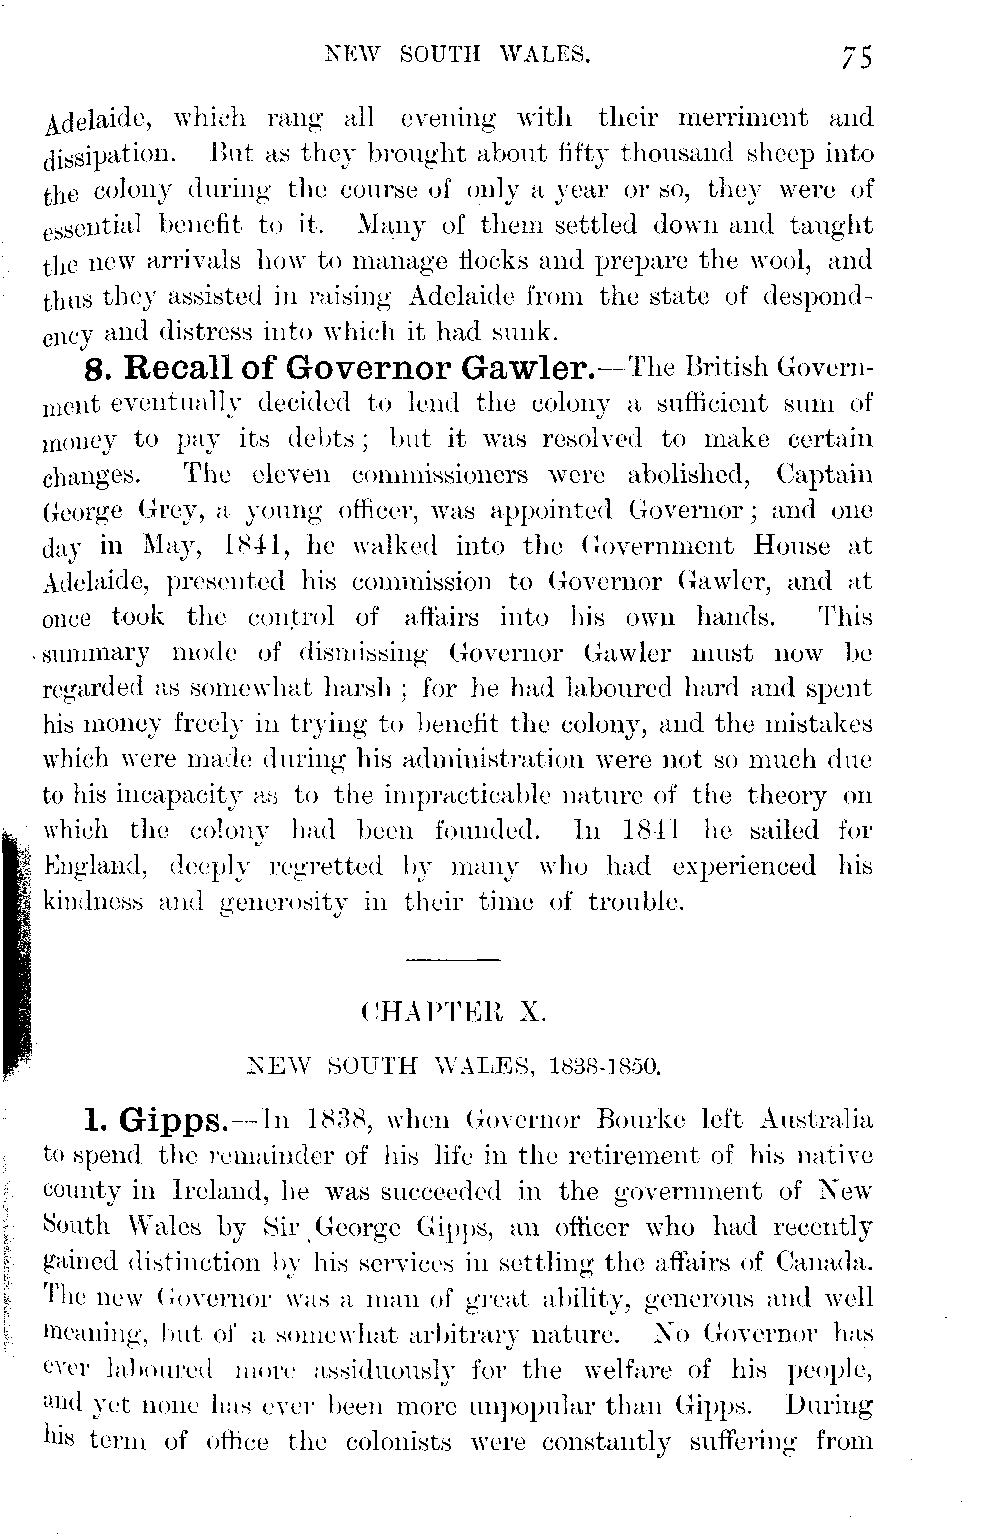 NEW SOUTH WALES. 75
Adelaide, which rang all evening with their merriment and
dissipation. But as they brought about fifty thousand sheep into
the colony during the course of only a year or so, they were of
essential benefit to it. Many of them settled down and taught
the new arrivals how to manage flocks and prepare the wool, and
thus they assisted in raising Adelaide from the state of despond-
ency and distress into which it had sunk.
8. Recall of Governor Gawler.—The British Govern-
ment eventually decided to lend the colony a sufficient sum of
money to pay its debts; but it was resolved to make certain
changes. The eleven commissioners were abolished, Captain
George Grey, a young officer, was appointed Governor; and one
day in May, 1841, he walked into the Government House at
Adelaide, presented his commission to Governor Gawler, and at
once took the control of affairs into his own hands. This
summary mode of dismissing Governor Gawler must now be
regarded as somewhat harsh; for he had laboured hard and spent
his money freely in trying to benefit the colony, and the mistakes
which were made during his administration were not so much due
to his incapacity as to the impracticable nature of the theory on
which the colony had been founded. In 1841 he sailed for
England, deeply regretted by many who had experienced his
kindness and generosity in their time of trouble.
CHAPTER X.
NEW SOUTH WALES, 1838-1850.
1. Gipps.—In 1838, when Governor Bourke left Australia
to spend the remainder of his life in the retirement of his native
county in Ireland, he was succeeded in the government of New
South Wales by Sir George Gipps, an officer who had recently
gained distinction by his services in settling the affairs of Canada.
The new Governor was a man of great ability, generous and well
meaning, but of a somewhat arbitrary nature. No Governor has
ever laboured more assiduously for the welfare of his people,
and yet none has ever been more unpopular than Gipps. During
his term of office the colonists were constantly suffering from